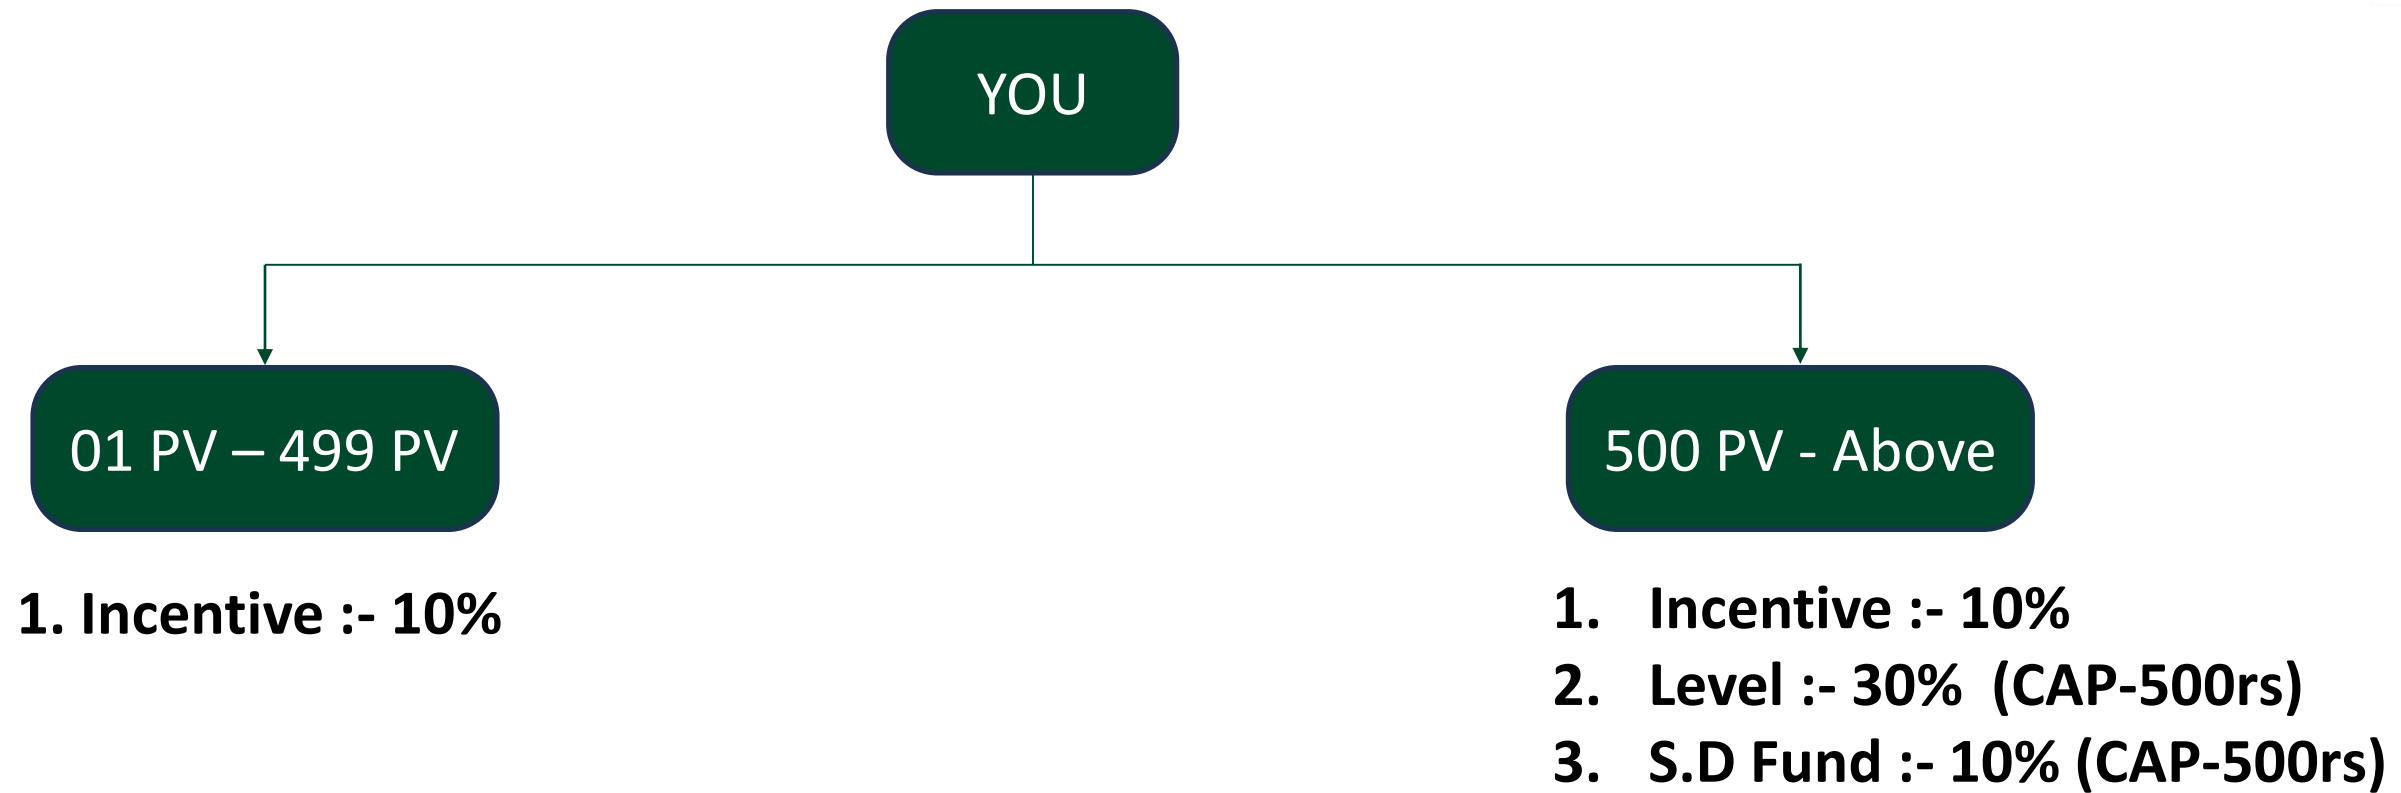 YOU
01 PV – 499 PV
500 PV - Above
1. Incentive :- 10%
1. Incentive :- 10%
2. Level :- 30% (CAP-500rs)
3. S.D Fund :- 10% (CAP-500rs)